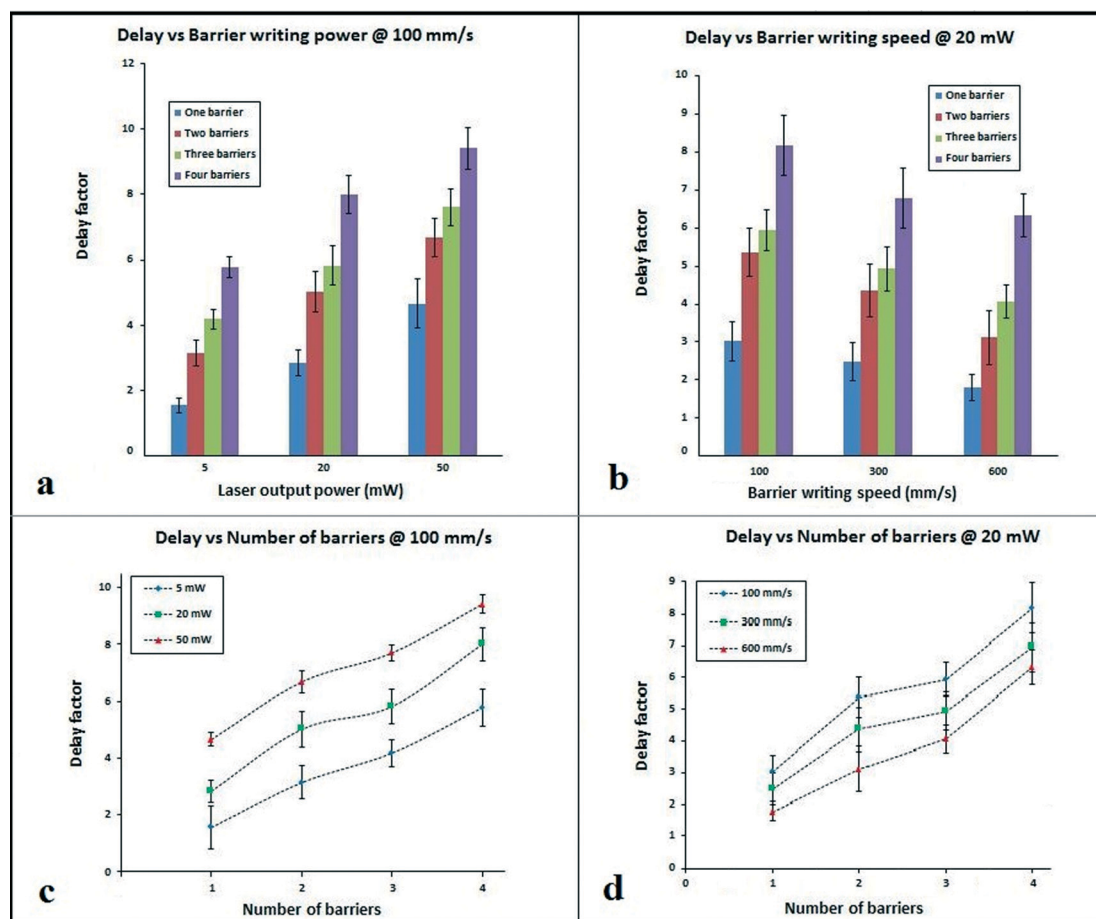 Delay vs Barrier writing power @ 100 mm/s
12
10
8
6
4
2
0
Delay factor
One barrier
Two barriers
Three barriers
Four barriers
5
20
50
Laser output power (mW)
a
Delay vs Barrier writing speed @ 20 mW
10
9
8
7
6
5
4
3
2
1
0
Delay factor
One barrier
Two barriers
Three barriers
Four barriers
100
300
600
Barrier writing speed (mm/s)
b
Delay vs Number of barriers @ 100 mm/s
10
8
6
4
2
0
Delay factor
5 mW
20 mW
50 mW
1
2
3
4
Number of barriers
c
Delay vs Number of barriers @ 20 mW
9
8
7
6
5
4
3
2
1
0
Delay factor
100 mm/s
300 mm/s
600 mm/s
0
1
2
3
4
Number of barriers
d